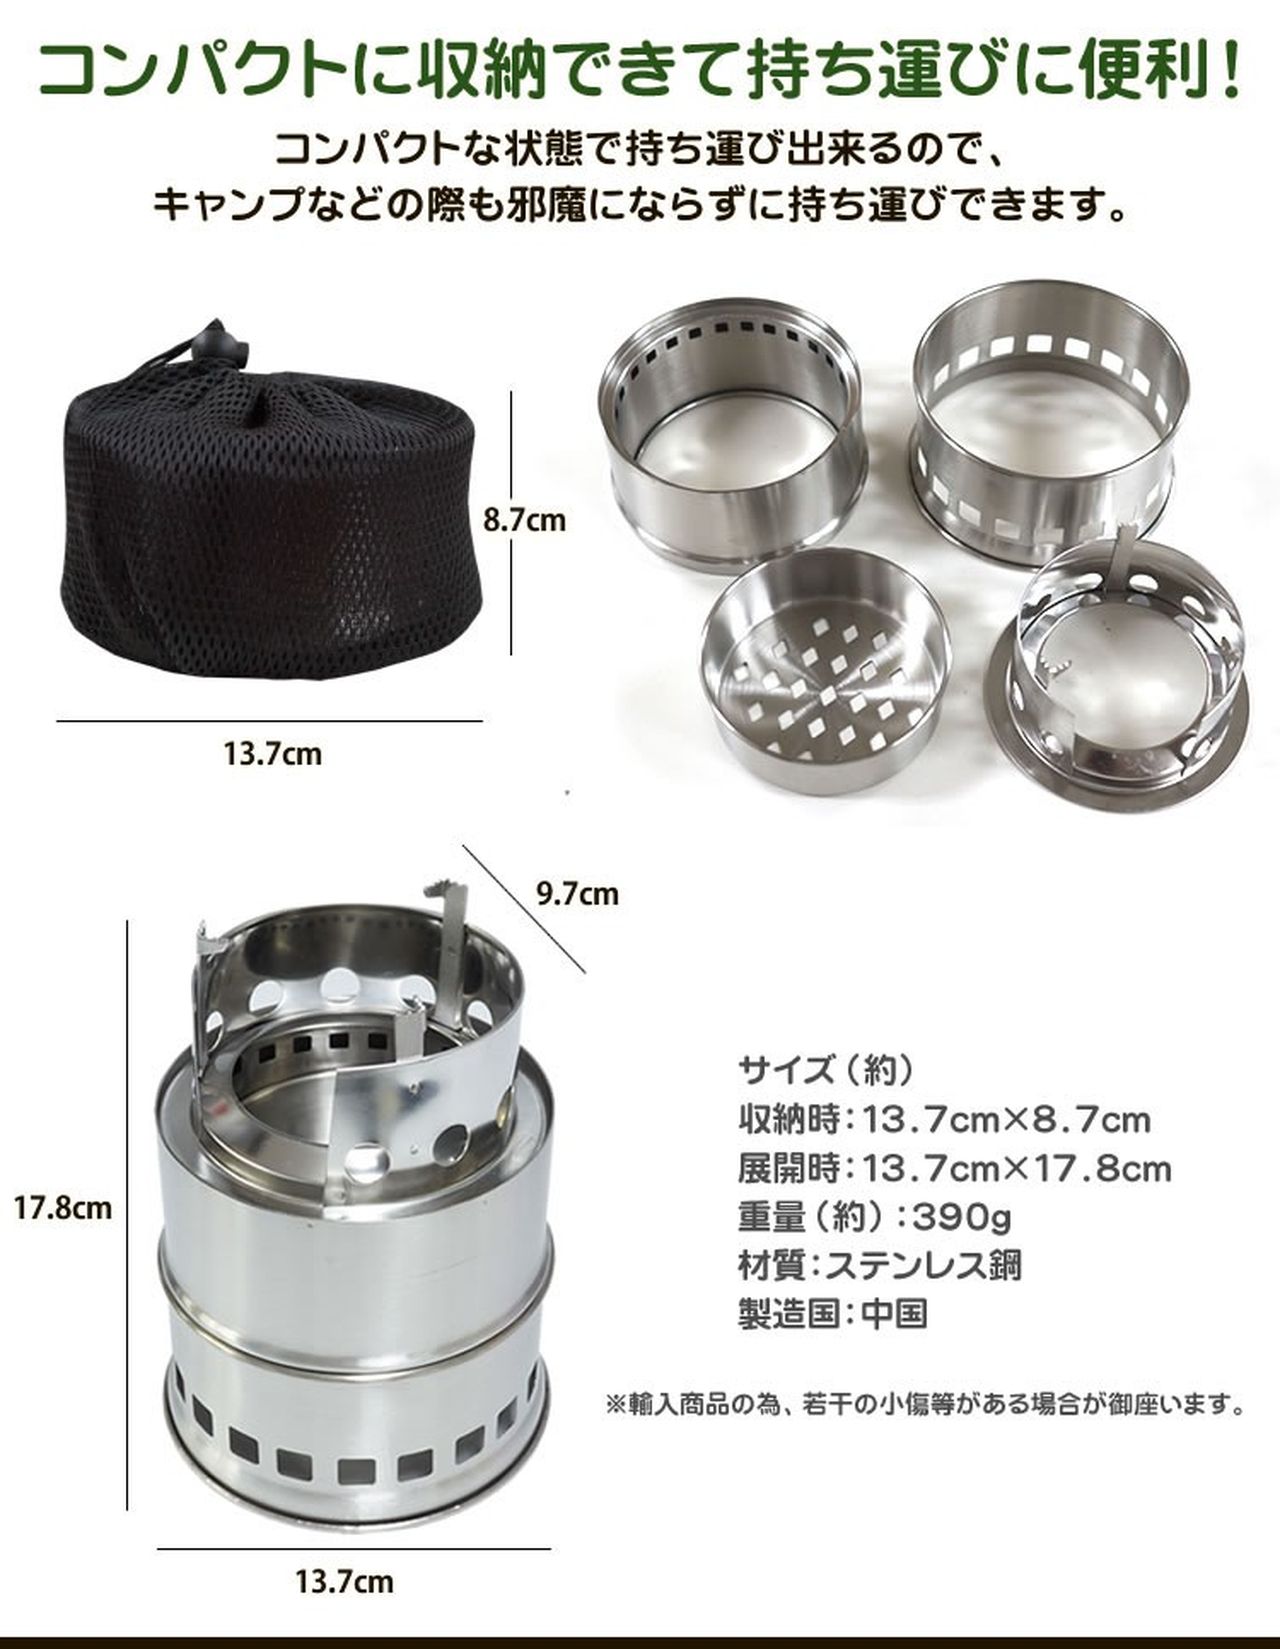 コンパクトに収納できて持ち運びに便利!
コンパクトな状態で持ち運び出来るので、
キャンプなどの際も邪魔にならずに持ち運びできます。
8.7cm
13.7cm
9.7cm
17.8cm
13.7cm
サイズ(約)
収納時:13.7cm×8.7cm
展開時:13.7cm×17.8cm
重量(約):390g
材質:ステンレス鋼
製造国:中国
※輸入商品の為、若干の小傷等がある場合が御座います。